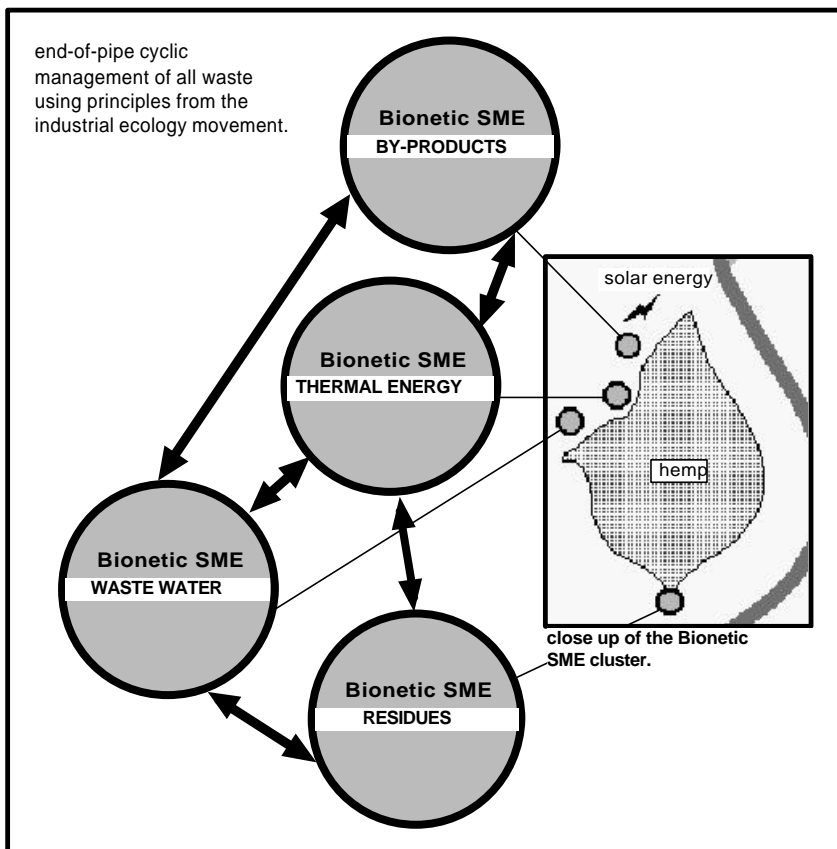 end-of-pipe cyclic
management of all waste
using principles from the
industrial ecology movement.
Bionetic SME
BY-PRODUCTS
solar energy
Bionetic SME
THERMAL ENERGY
hemp
Bionetic SME
WASTE WATER
close up of the Bionetic
SME cluster.
Bionetic SME
RESIDUES